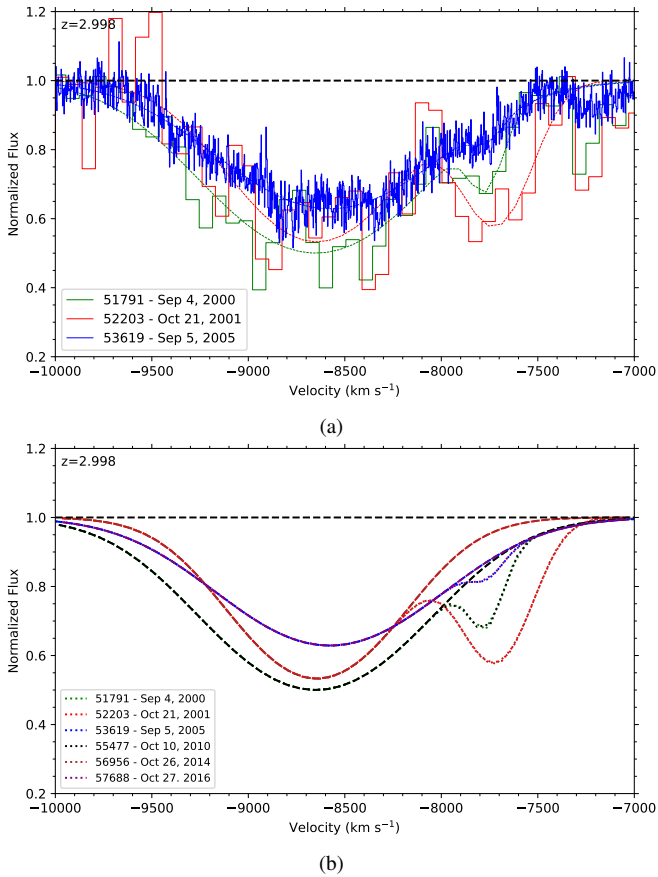 1.2
z=2.998
1.0
0.8
0.6
0.4
0.2
Normalized Flux
51791 - Sep 4, 2000
52203 - Oct 21, 2001
53619 - Sep 5, 2005
−10000 −9500 −9000 −8500 −8000 −7500 −7000
Velocity (km s⁻¹)
(a)
1.2
z=2.998
1.0
0.8
0.6
0.4
0.2
Normalized Flux
51791 - Sep 4, 2000
52203 - Oct 21, 2001
53619 - Sep 5, 2005
55477 - Oct 10, 2010
56956 - Oct 26, 2014
57688 - Oct 27. 2016
−10000 −9500 −9000 −8500 −8000 −7500 −7000
Velocity (km s⁻¹)
(b)